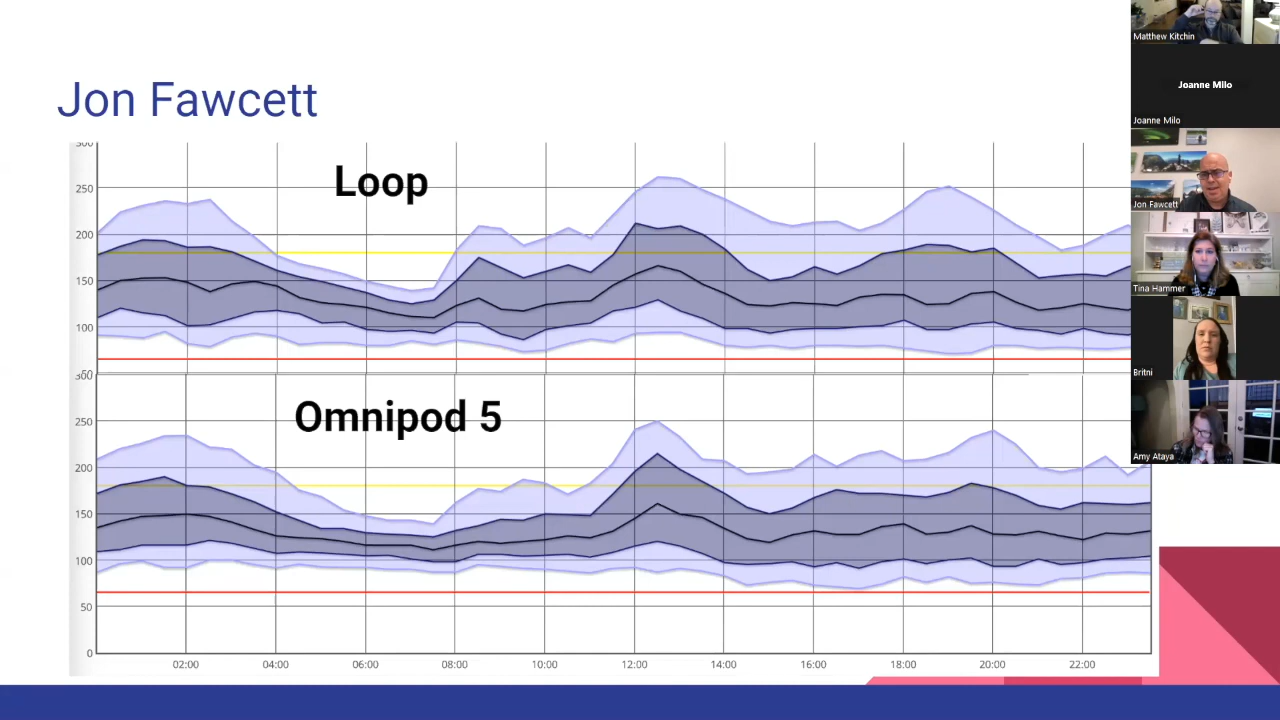 Jon Fawcett
300
250
200
150
100
Loop
300
250
200
150
100
50
0
Omnipod 5
02:00 04:00 06:00 08:00 10:00 12:00 14:00 16:00 18:00 20:00 22:00
Matthew Kitchin
Joanne Milo
Joanne Milo
Jon Fawcett
Tina Hammer
Britni
Amy Ataya